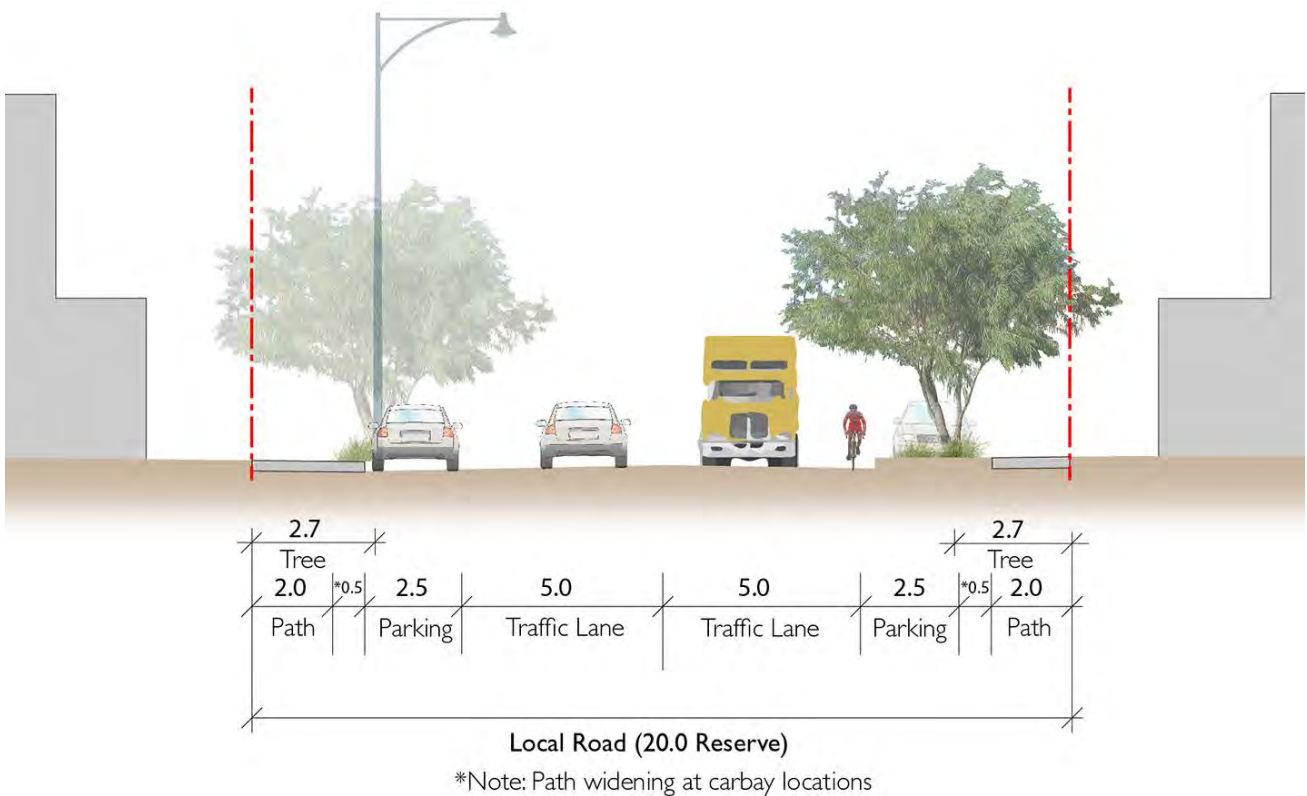 2.7 2.7
Tree Tree
2.0 *0.5 2.5 5.0 5.0 2.5 *0.5 2.0
Path Parking Traffic Lane Traffic Lane Parking Path
Local Road (20.0 Reserve)
*Note: Path widening at carbay locations